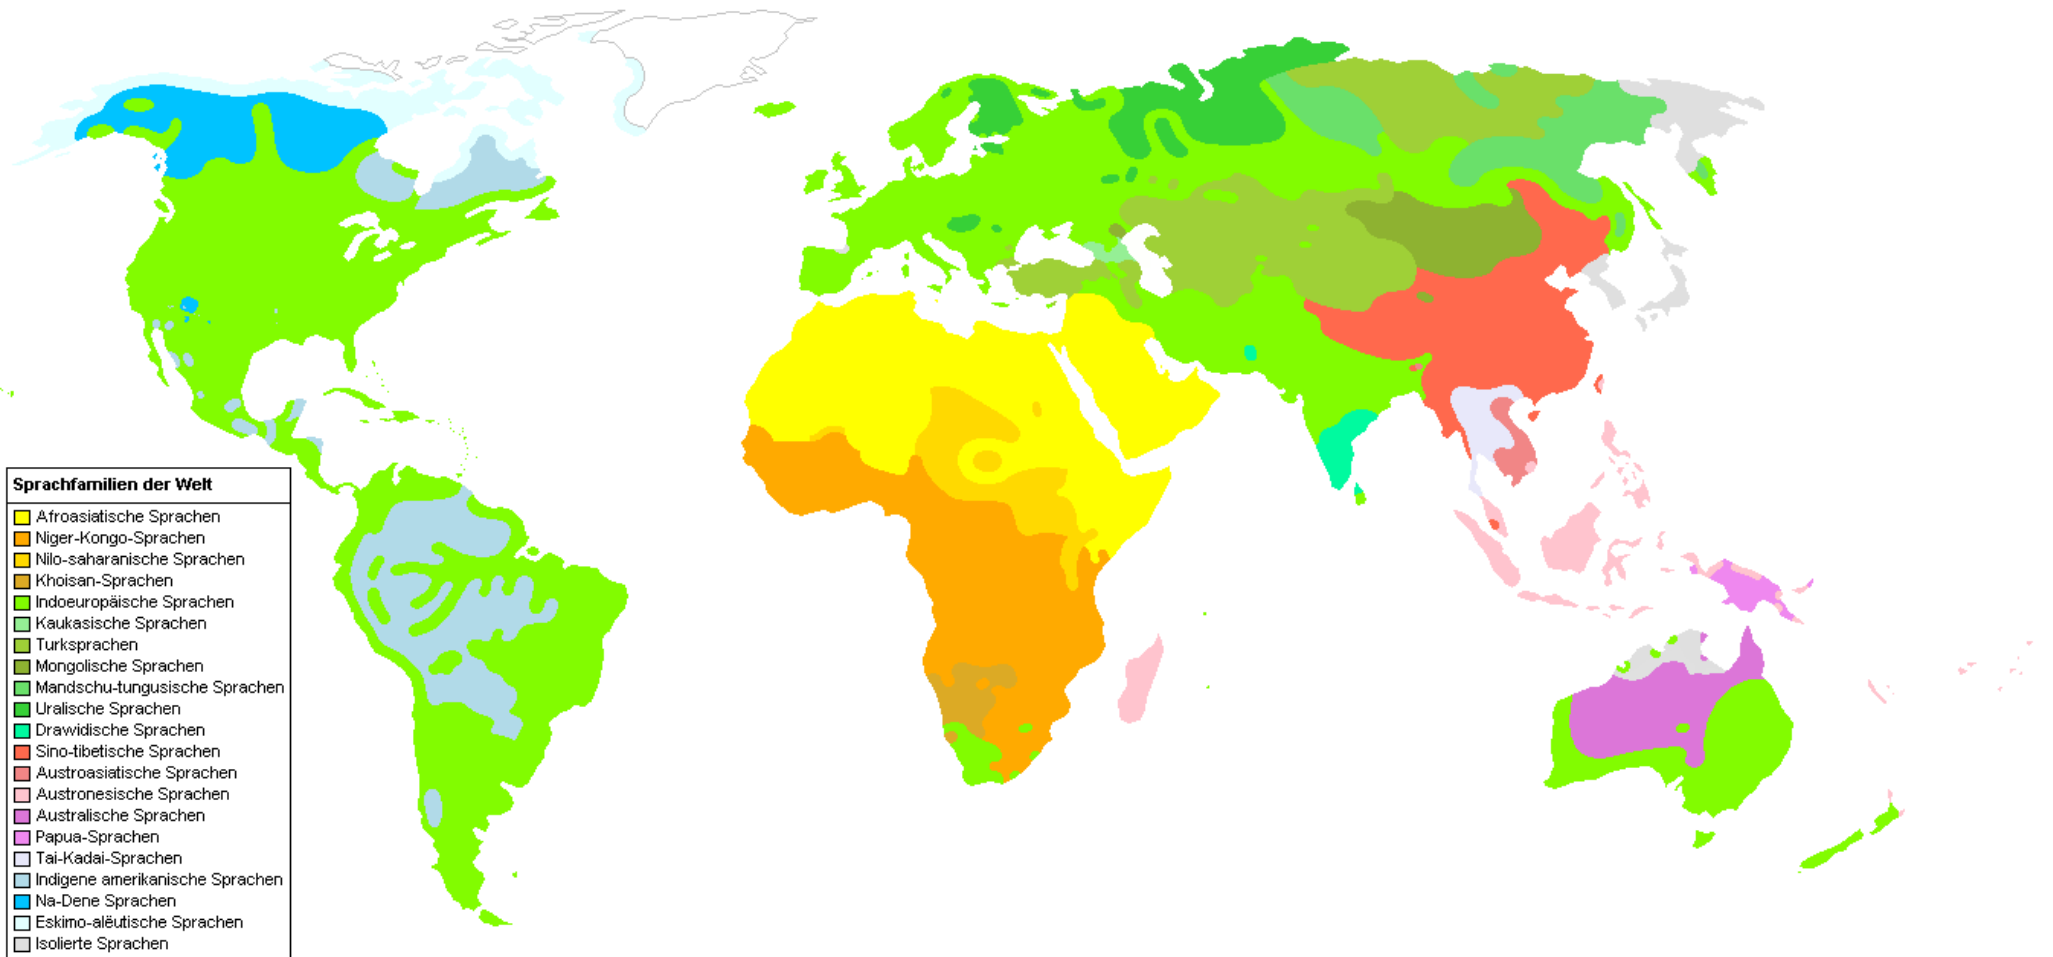 Sprachfamilien der Welt
Afroasiatische Sprachen
Niger-Kongo-Sprachen
Nilo-saharanische Sprachen
Khoisan-Sprachen
Indoeuropäische Sprachen
Kaukasische Sprachen
Turksprachen
Mongolische Sprachen
Mandschu-tungusische Sprachen
Uralische Sprachen
Drawidische Sprachen
Sino-tibetische Sprachen
Austroasiatische Sprachen
Austronesische Sprachen
Australische Sprachen
Papua-Sprachen
Tai-Kadai-Sprachen
Indigene amerikanische Sprachen
Na-Dene Sprachen
Eskimo-alëutische Sprachen
Isolierte Sprachen